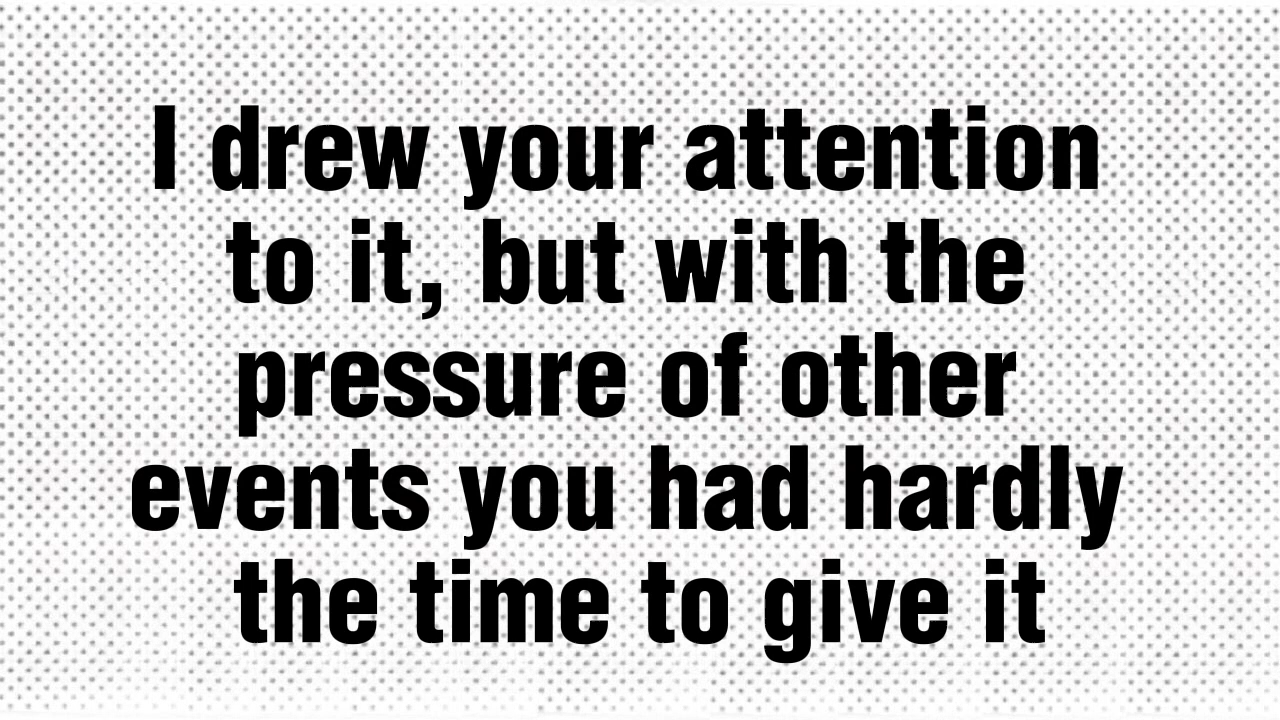 I drew your attention
to it, but with the
pressure of other
events you had hardly
the time to give it